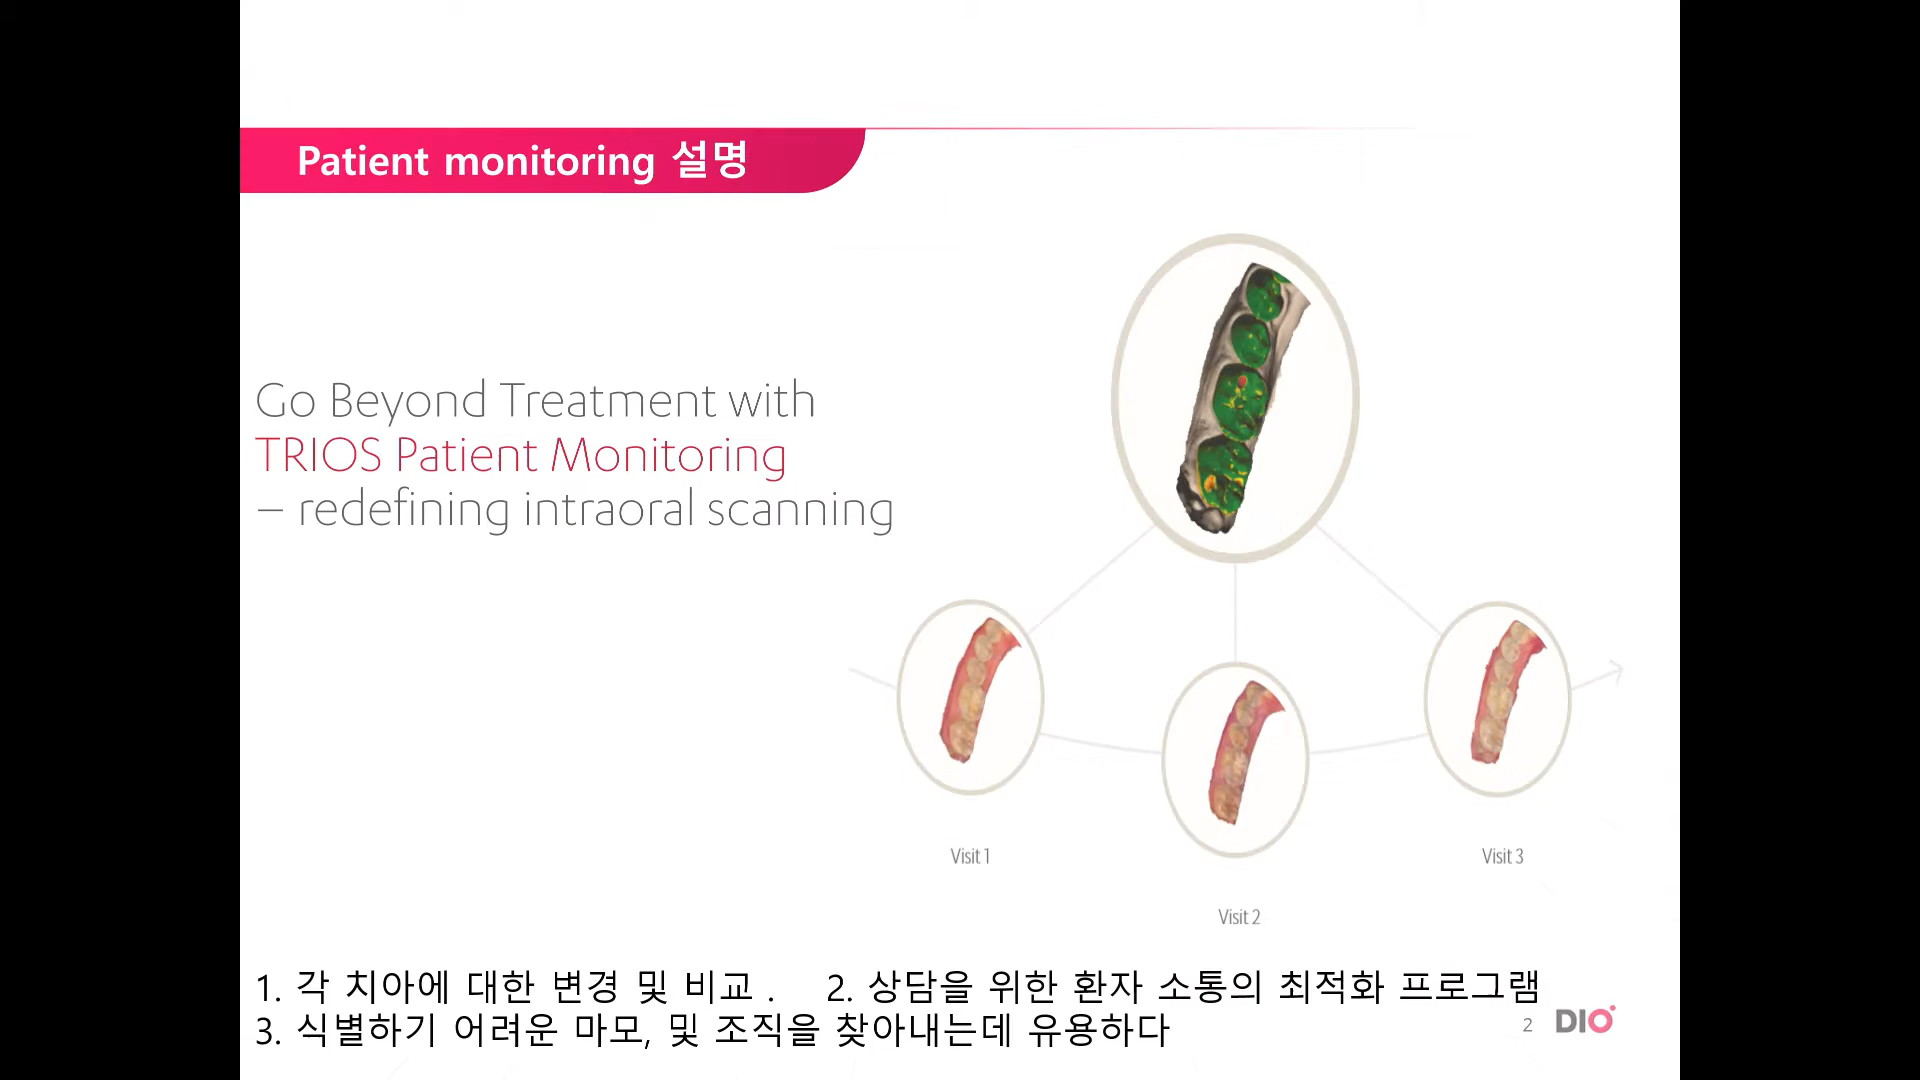 Patient monitoring 설명
Go Beyond Treatment with
TRIOS Patient Monitoring
– redefining intraoral scanning
Visit 1
Visit 3
Visit 2
1. 각 치아에 대한 변경 및 비교 . 2. 상담을 위한 환자 소통의 최적화 프로그램
3. 식별하기 어려운 마모, 및 조직을 찾아내는데 유용하다
2
DIO